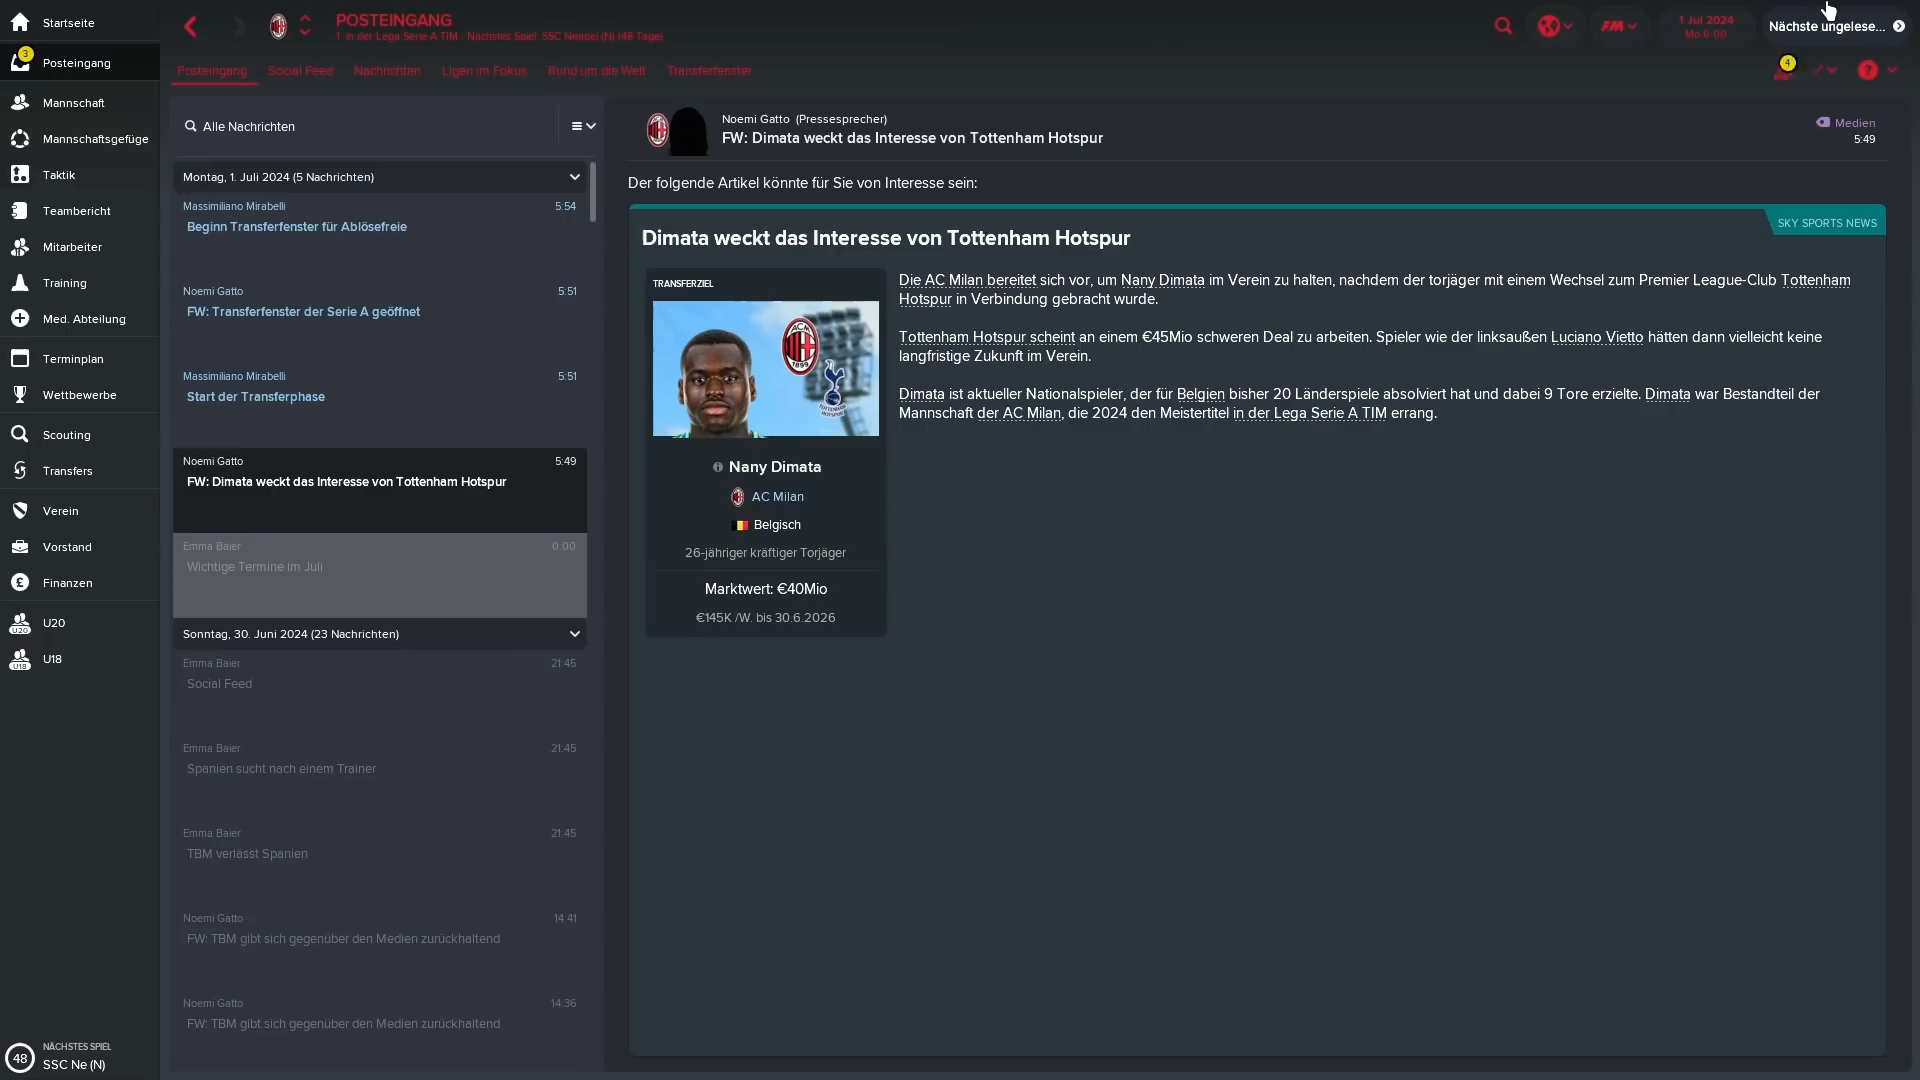 Startseite
3
Posteingang
Mannschaft
Mannschaftsgefüge
Taktik
Teambericht
Mitarbeiter
Training
Med. Abteilung
Terminplan
Wettbewerbe
Scouting
Transfers
Verein
Vorstand
Finanzen
U20
U18
48
NÄCHSTES SPIEL
SSC Ne (N)
POSTEINGANG
1. in der Lega Serie A TIM - Nächstes Spiel: SSC Neapel (N) (48 Tage)
FM
1 Jul 2024
Mo 6:00
Nächste ungelese...
Posteingang
Social Feed
Nachrichten
Ligen im Fokus
Rund um die Welt
Transferfenster
4
?
Alle Nachrichten
Montag, 1. Juli 2024 (5 Nachrichten)
Massimiliano Mirabelli 5:54
Beginn Transferfenster für Ablösefreie
Noemi Gatto 5:51
FW: Transferfenster der Serie A geöffnet
Massimiliano Mirabelli 5:51
Start der Transferphase
Noemi Gatto 5:49
FW: Dimata weckt das Interesse von Tottenham Hotspur
Emma Baier 0:00
Wichtige Termine im Juli
Sonntag, 30. Juni 2024 (23 Nachrichten)
Emma Baier 21:45
Social Feed
Emma Baier 21:45
Spanien sucht nach einem Trainer
Emma Baier 21:45
TBM verlässt Spanien
Noemi Gatto 14:41
FW: TBM gibt sich gegenüber den Medien zurückhaltend
Noemi Gatto 14:36
FW: TBM gibt sich gegenüber den Medien zurückhaltend
Noemi Gatto (Pressesprecher)
FW: Dimata weckt das Interesse von Tottenham Hotspur
Medien
5:49
Der folgende Artikel könnte für Sie von Interesse sein:
SKY SPORTS NEWS
Dimata weckt das Interesse von Tottenham Hotspur
TRANSFERZIEL
ACM
1899
TOTTENHAM
HOTSPUR
Nany Dimata
AC Milan
Belgisch
26-jähriger kräftiger Torjäger
Marktwert: €40Mio
€145K /W. bis 30.6.2026
Die AC Milan bereitet sich vor, um Nany Dimata im Verein zu halten, nachdem der torjäger mit einem Wechsel zum Premier League-Club Tottenham
Hotspur in Verbindung gebracht wurde.
Tottenham Hotspur scheint an einem €45Mio schweren Deal zu arbeiten. Spieler wie der linksaußen Luciano Vietto hätten dann vielleicht keine
langfristige Zukunft im Verein.
Dimata ist aktueller Nationalspieler, der für Belgien bisher 20 Länderspiele absolviert hat und dabei 9 Tore erzielte. Dimata war Bestandteil der
Mannschaft der AC Milan, die 2024 den Meistertitel in der Lega Serie A TIM errang.